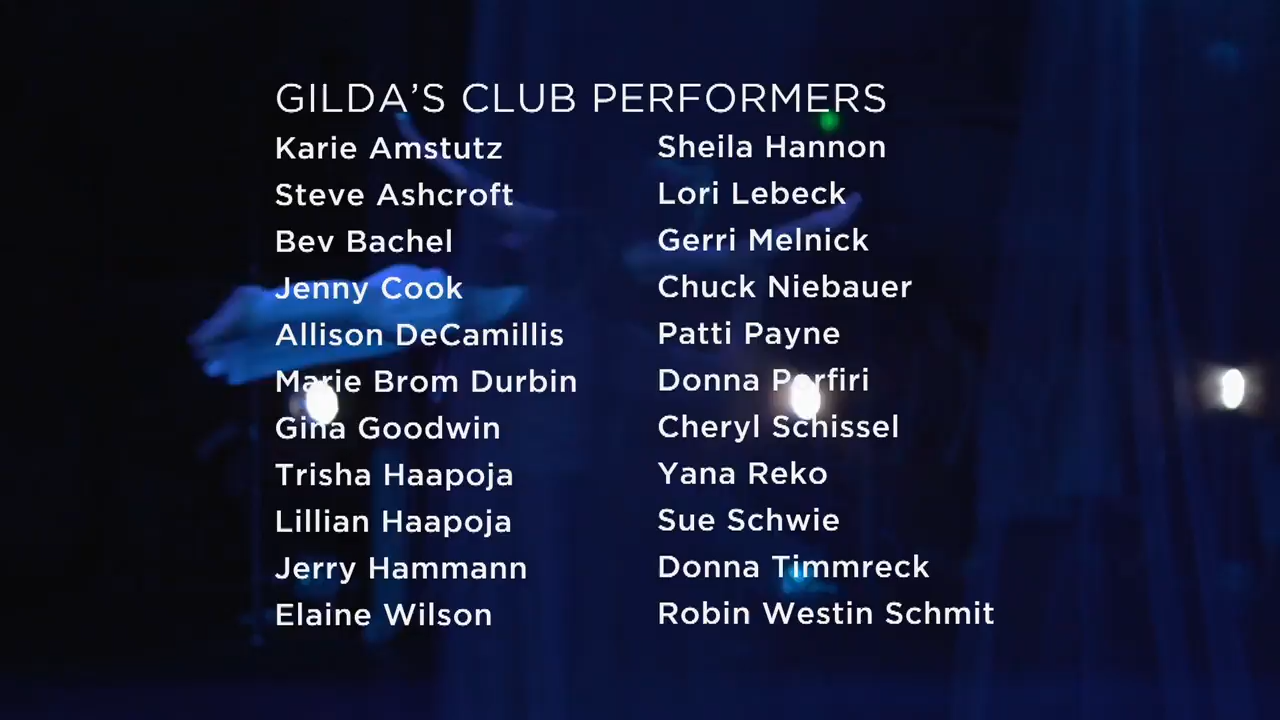 GILDA'S CLUB PERFORMERS
Karie Amstutz
Steve Ashcroft
Bev Bachel
Jenny Cook
Allison DeCamillis
Marie Brom Durbin
Gina Goodwin
Trisha Haapoja
Lillian Haapoja
Jerry Hammann
Elaine Wilson
Sheila Hannon
Lori Lebeck
Gerri Melnick
Chuck Niebauer
Patti Payne
Donna Porfiri
Cheryl Schissel
Yana Reko
Sue Schwie
Donna Timmreck
Robin Westin Schmit